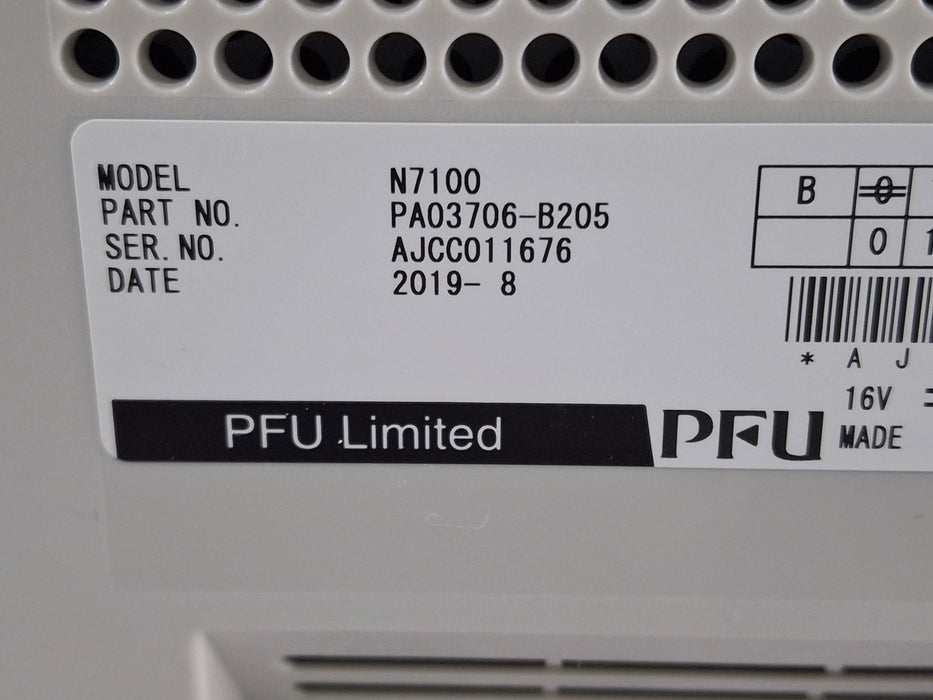 MODEL N7100
PART NO. PA03706-B205
SER. NO. AJCC011676
DATE 2019- 8
B 0
0 1
* A J
16V
MADE
PFU Limited
PFU